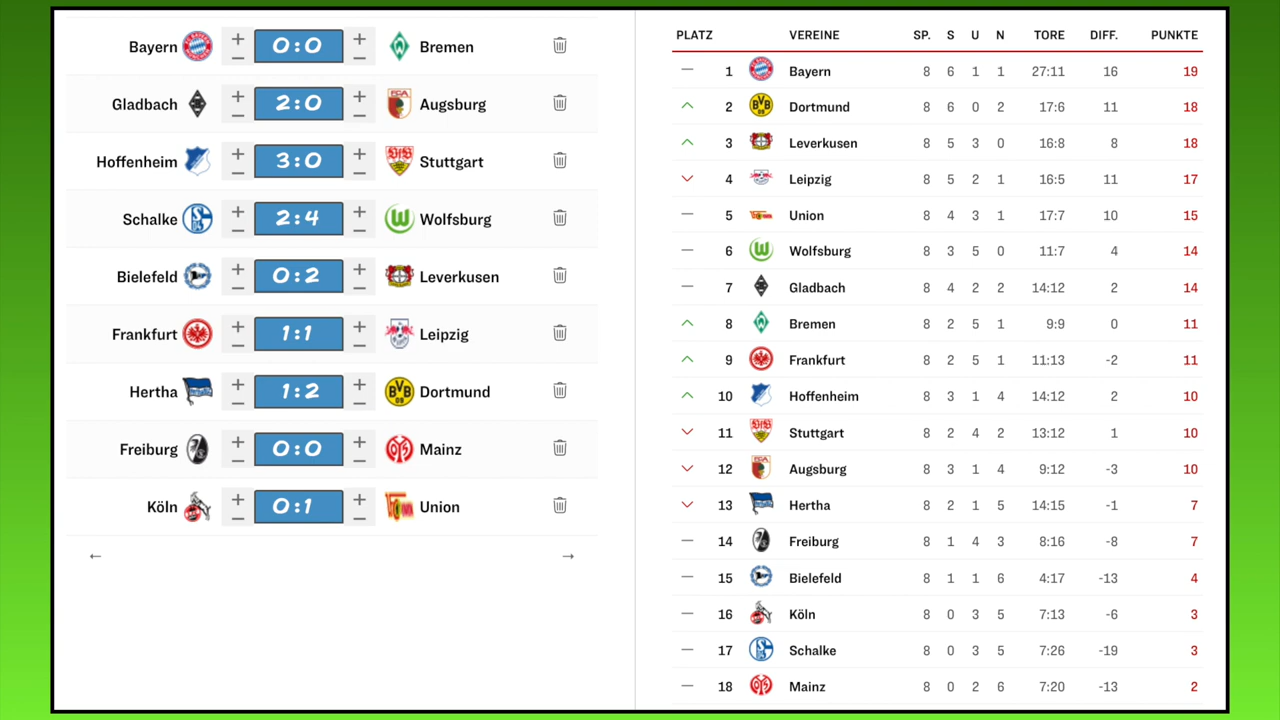 Bayern + − 0:0 + − Bremen
Gladbach + − 2:0 + − Augsburg
Hoffenheim + − 3:0 + − Stuttgart
Schalke + − 2:4 + − Wolfsburg
Bielefeld + − 0:2 + − Leverkusen
Frankfurt + − 1:1 + − Leipzig
Hertha + − 1:2 + − Dortmund
Freiburg + − 0:0 + − Mainz
Köln + − 0:1 + − Union
← →
PLATZ VEREINE SP. S U N TORE DIFF. PUNKTE
1 Bayern 8 6 1 1 27:11 16 19
2 Dortmund 8 6 0 2 17:6 11 18
3 Leverkusen 8 5 3 0 16:8 8 18
4 Leipzig 8 5 2 1 16:5 11 17
5 Union 8 4 3 1 17:7 10 15
6 Wolfsburg 8 3 5 0 11:7 4 14
7 Gladbach 8 4 2 2 14:12 2 14
8 Bremen 8 2 5 1 9:9 0 11
9 Frankfurt 8 2 5 1 11:13 -2 11
10 Hoffenheim 8 3 1 4 14:12 2 10
11 Stuttgart 8 2 4 2 13:12 1 10
12 Augsburg 8 3 1 4 9:12 -3 10
13 Hertha 8 2 1 5 14:15 -1 7
14 Freiburg 8 1 4 3 8:16 -8 7
15 Bielefeld 8 1 1 6 4:17 -13 4
16 Köln 8 0 3 5 7:13 -6 3
17 Schalke 8 0 3 5 7:26 -19 3
18 Mainz 8 0 2 6 7:20 -13 2